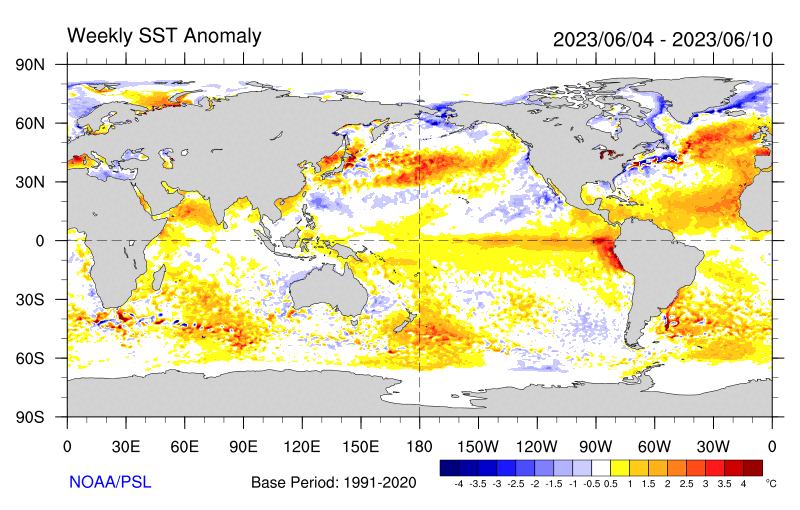 Weekly SST Anomaly 2023/06/04 - 2023/06/10
90N
60N
30N
0
30S
60S
90S
0 30E 60E 90E 120E 150E 180 150W 120W 90W 60W 30W 0
NOAA/PSL Base Period: 1991-2020
-4 -3.5 -3 -2.5 -2 -1.5 -1 -0.5 0.5 1 1.5 2 2.5 3 3.5 4 °C